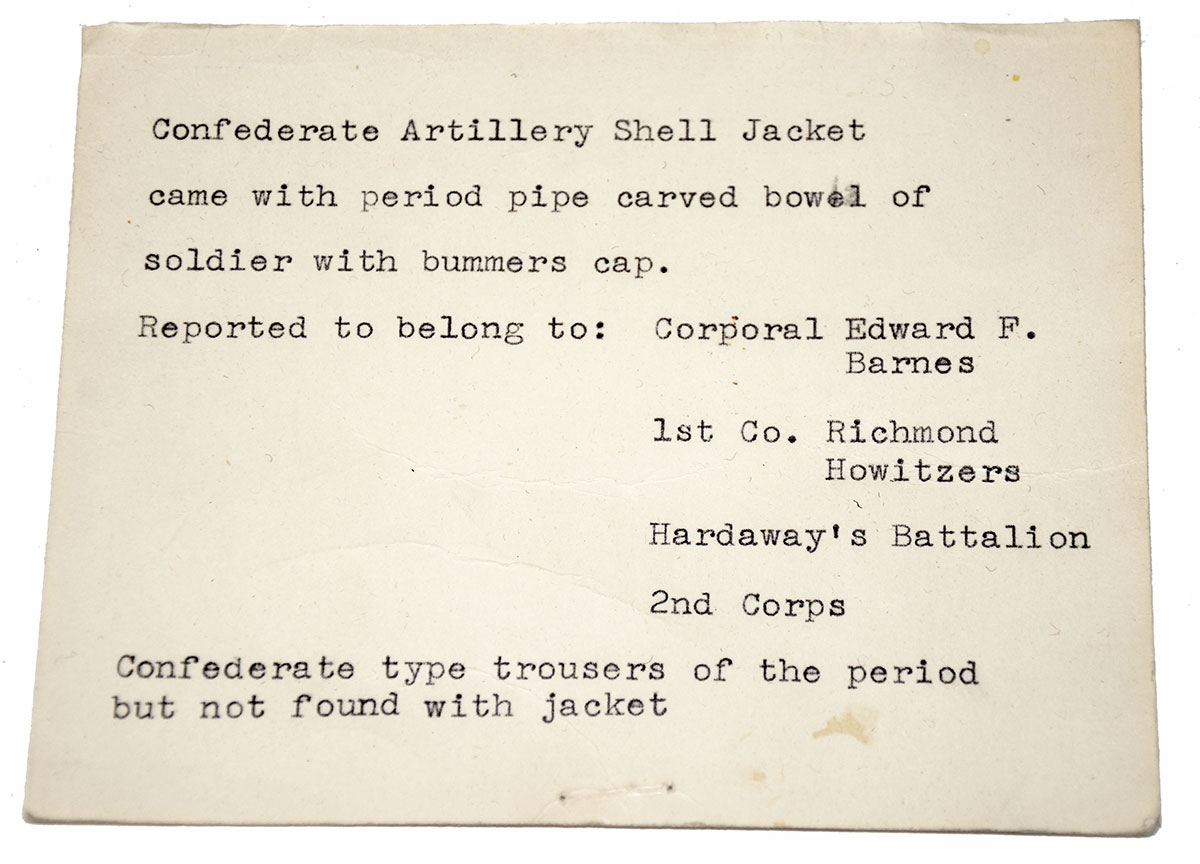 Confederate Artillery Shell Jacket
came with period pipe carved bowel of
soldier with bummers cap.
Reported to belong to: Corporal Edward F.
Barnes
1st Co. Richmond
Howitzers
Hardaway's Battalion
2nd Corps
Confederate type trousers of the period
but not found with jacket